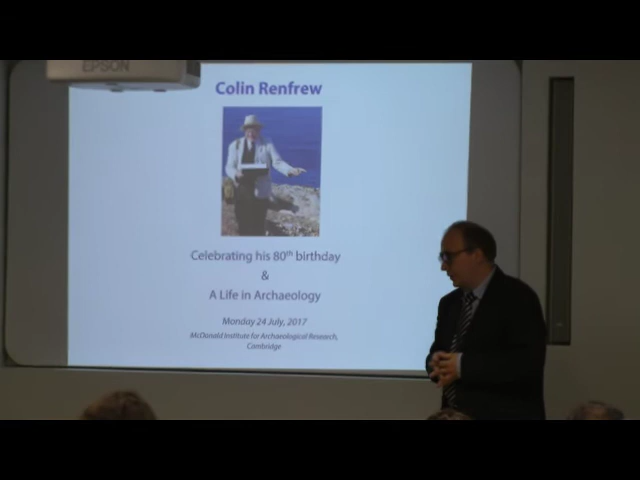 EPSON
Colin Renfrew
Celebrating his 80th birthday
&
A Life in Archaeology
Monday 24 July, 2017
McDonald Institute for Archaeological Research,
Cambridge